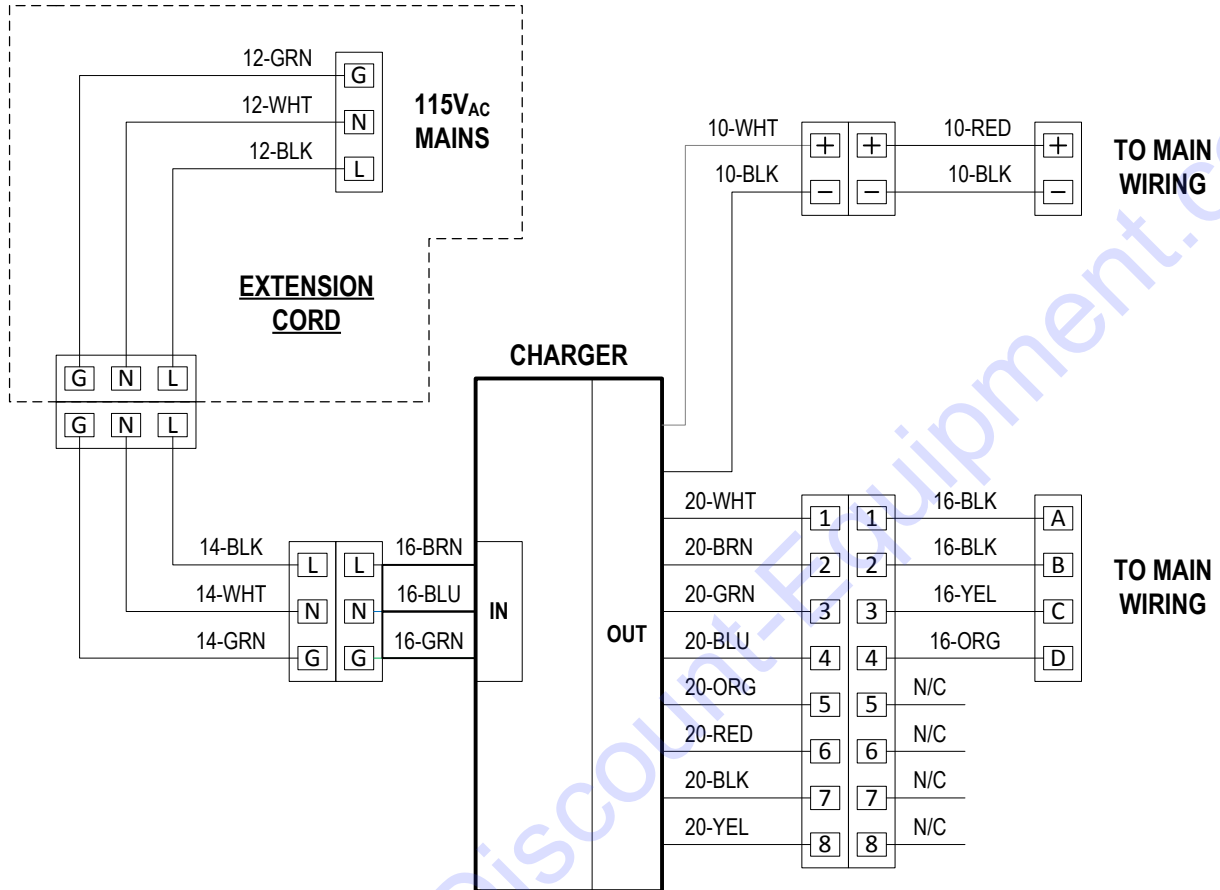 12-GRN
12-WHT
12-BLK
G
N
L
115VAC
MAINS
EXTENSION
CORD
G N L
G N L
14-BLK
14-WHT
14-GRN
L L
N N
G G
16-BRN
16-BLU
16-GRN
CHARGER
IN
OUT
10-WHT
10-BLK
+ +
− −
10-RED
10-BLK
+
−
TO MAIN
WIRING
20-WHT
20-BRN
20-GRN
20-BLU
20-ORG
20-RED
20-BLK
20-YEL
1 1
2 2
3 3
4 4
5 5
6 6
7 7
8 8
16-BLK
16-BLK
16-YEL
16-ORG
N/C
N/C
N/C
N/C
A
B
C
D
TO MAIN
WIRING
Discount-Equipment.co